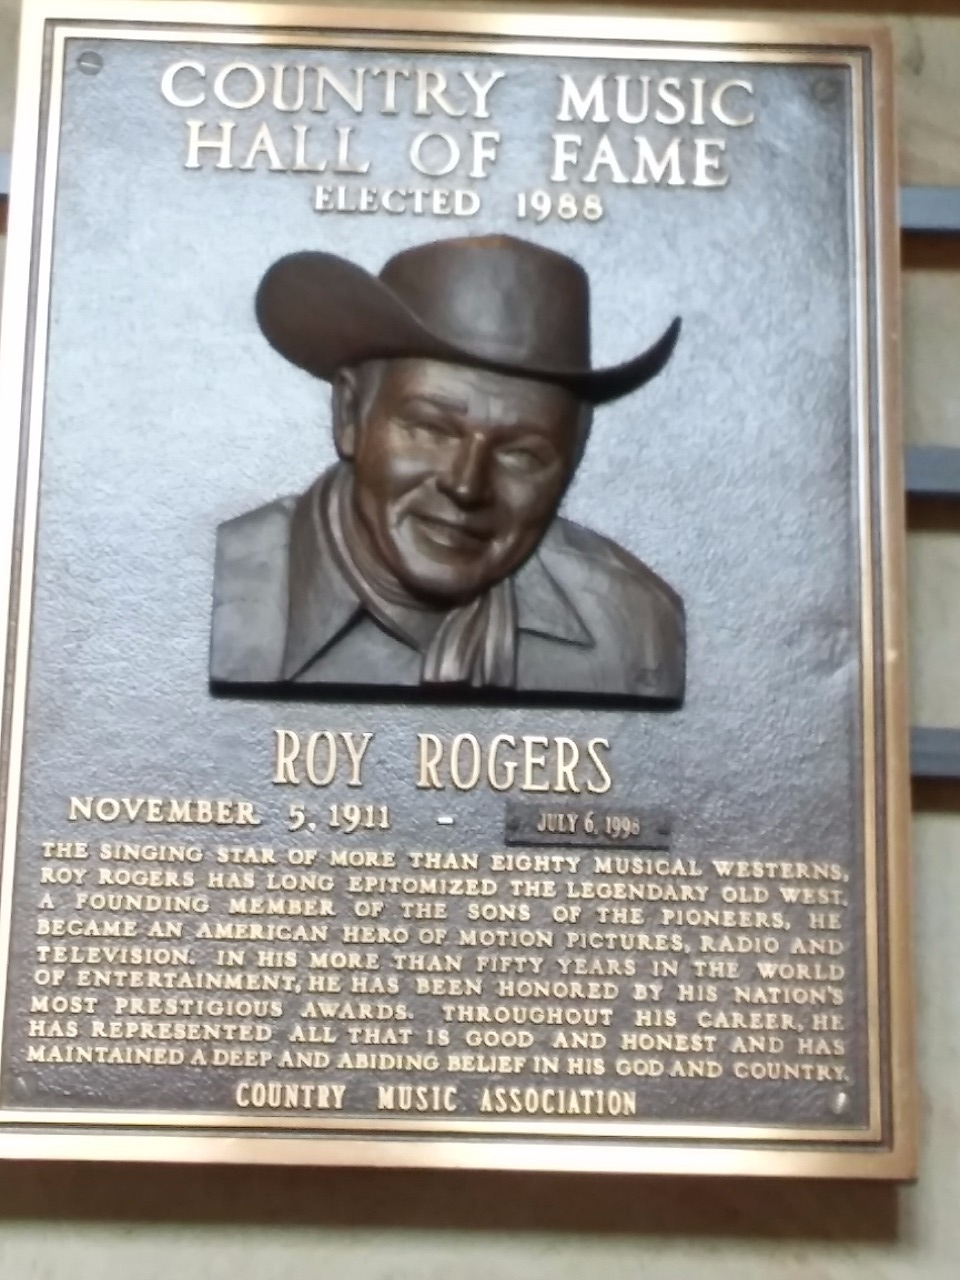 COUNTRY MUSIC
HALL OF FAME
ELECTED 1988
ROY ROGERS
NOVEMBER 5, 1911 - JULY 6, 1998
THE SINGING STAR OF MORE THAN EIGHTY MUSICAL WESTERNS,
ROY ROGERS HAS LONG EPITOMIZED THE LEGENDARY OLD WEST.
A FOUNDING MEMBER OF THE SONS OF THE PIONEERS, HE
BECAME AN AMERICAN HERO OF MOTION PICTURES, RADIO AND
TELEVISION. IN HIS MORE THAN FIFTY YEARS IN THE WORLD
OF ENTERTAINMENT, HE HAS BEEN HONORED BY HIS NATION'S
MOST PRESTIGIOUS AWARDS. THROUGHOUT HIS CAREER, HE
HAS REPRESENTED ALL THAT IS GOOD AND HONEST AND HAS
MAINTAINED A DEEP AND ABIDING BELIEF IN HIS GOD AND COUNTRY.
COUNTRY MUSIC ASSOCIATION